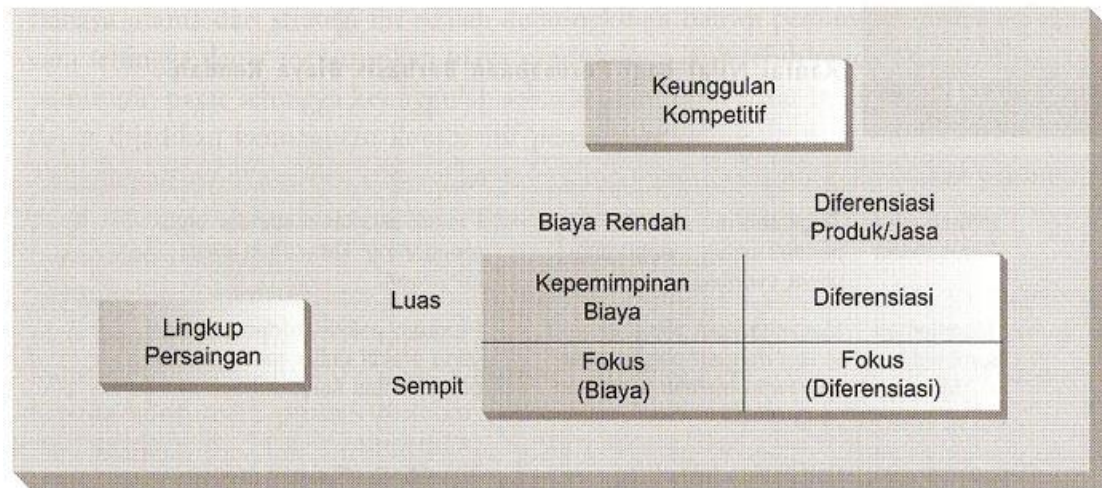 Keunggulan
Kompetitif
Biaya Rendah
Diferensiasi
Produk/Jasa
Lingkup
Persaingan
Luas
Kepemimpinan
Biaya
Diferensiasi
Sempit
Fokus
(Biaya)
Fokus
(Diferensiasi)